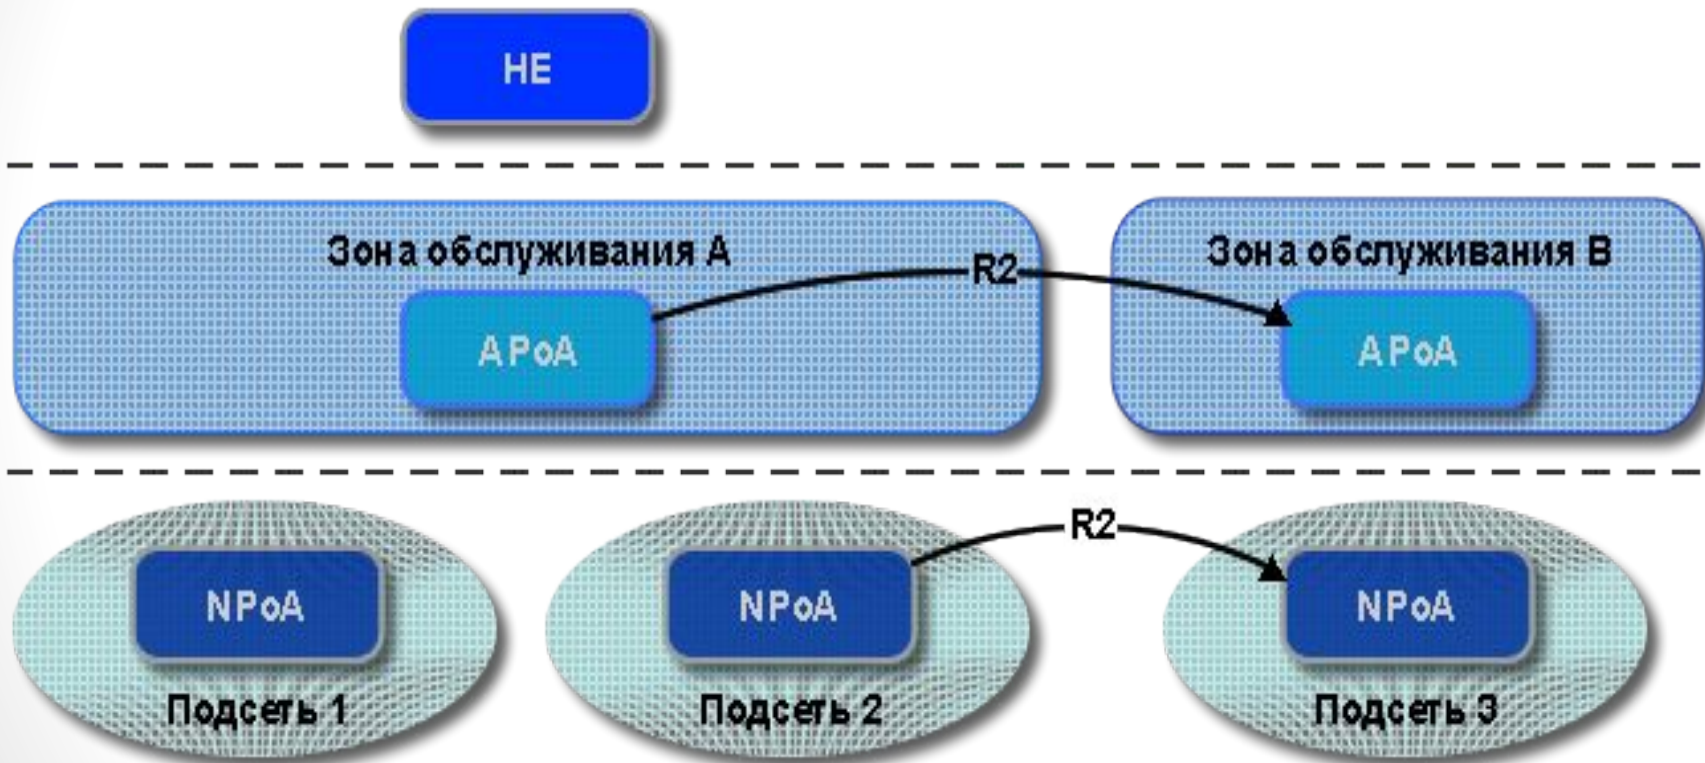 HE
Зона обслуживания A
Зона обслуживания B
R2
APoA
APoA
R2
NPoA
NPoA
NPoA
Подсеть 1
Подсеть 2
Подсеть 3